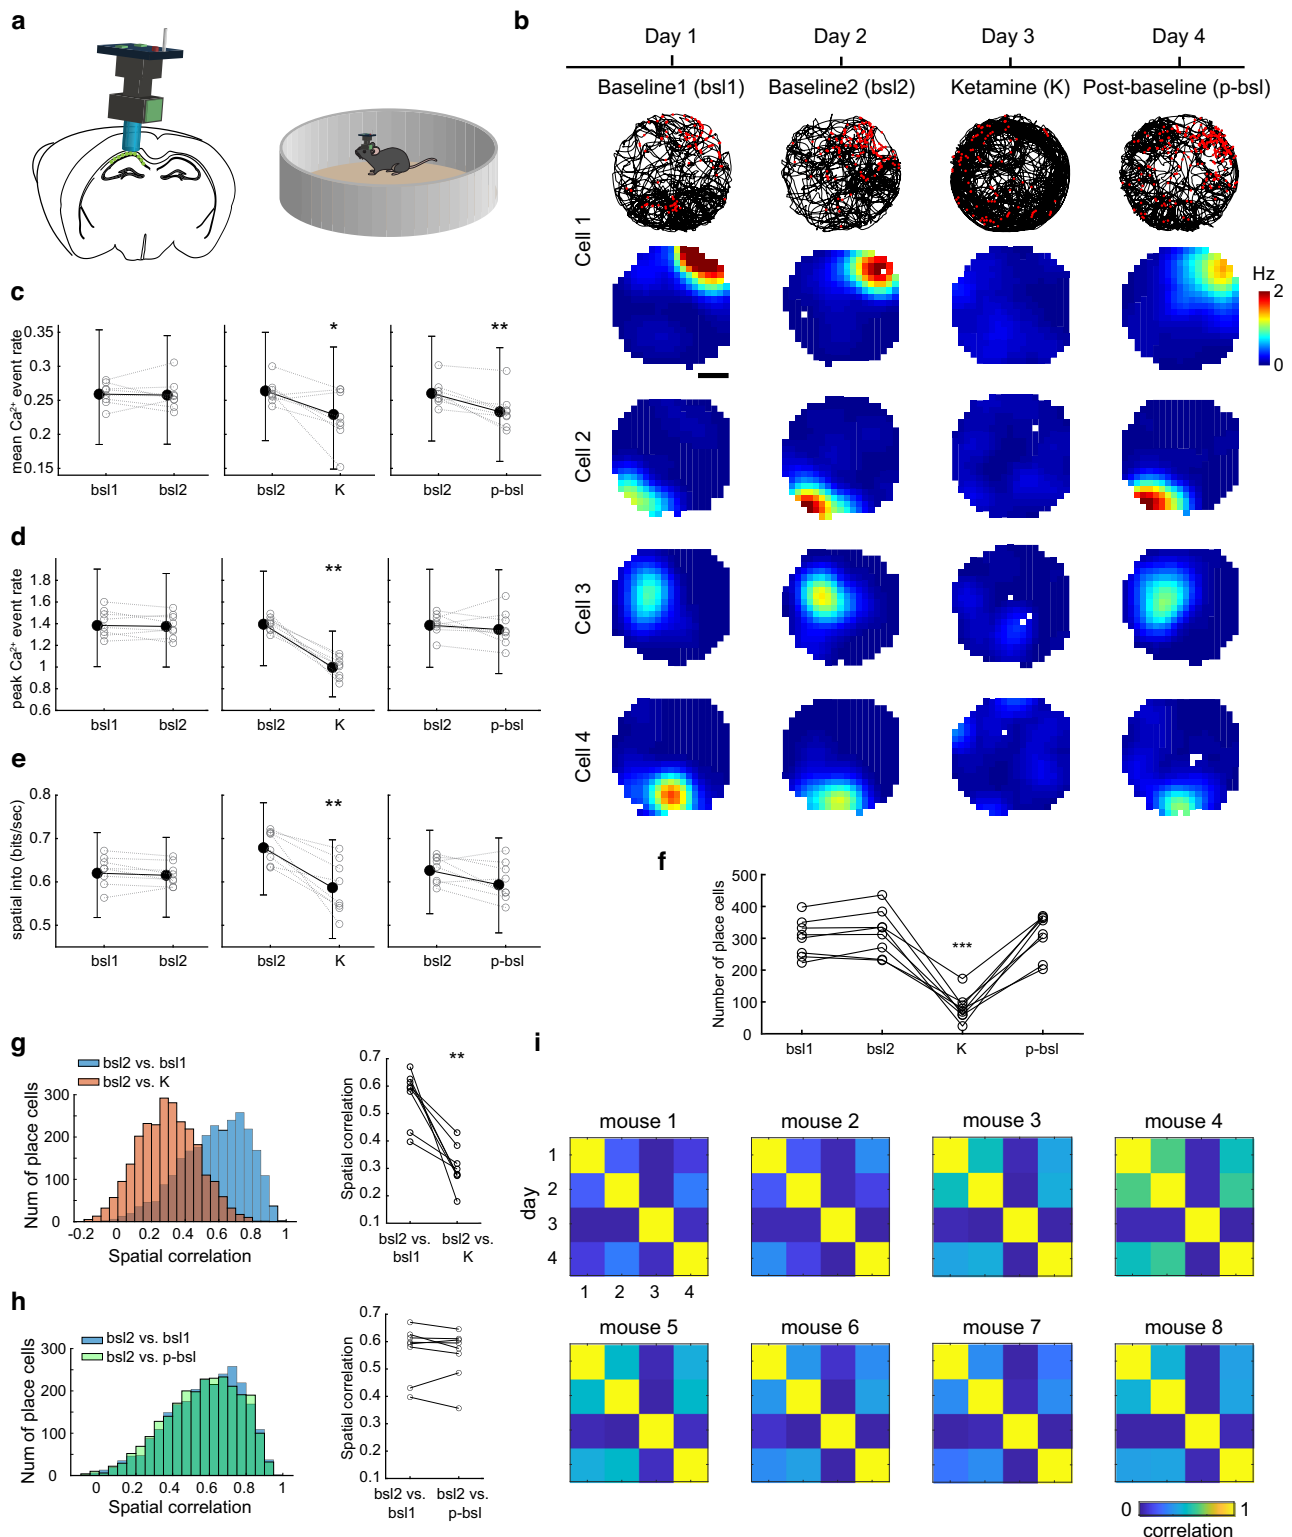 a
b
Day 1
Day 2
Day 3
Day 4
Baseline1 (bsl1)
Baseline2 (bsl2)
Ketamine (K)
Post-baseline (p-bsl)
Cell 1
Hz
2
0
Cell 2
Cell 3
Cell 4
c
mean Ca²⁺ event rate
0.35
0.3
0.25
0.2
0.15
*
**
bsl1 bsl2
bsl2 K
bsl2 p-bsl
d
peak Ca²⁺ event rate
1.8
1.6
1.4
1.2
1
0.8
0.6
**
bsl1 bsl2
bsl2 K
bsl2 p-bsl
e
spatial into (bits/sec)
0.8
0.7
0.6
0.5
**
bsl1 bsl2
bsl2 K
bsl2 p-bsl
f
Number of place cells
500
400
300
200
100
0
***
bsl1 bsl2 K p-bsl
g
bsl2 vs. bsl1
bsl2 vs. K
Num of place cells
300
200
100
0
-0.2 0 0.2 0.4 0.6 0.8 1
Spatial correlation
Spatial correlation
0.7
0.6
0.5
0.4
0.3
0.2
0.1
**
bsl2 vs. bsl2 vs.
bsl1 K
h
bsl2 vs. bsl1
bsl2 vs. p-bsl
Num of place cells
300
200
100
0
0 0.2 0.4 0.6 0.8 1
Spatial correlation
Spatial correlation
0.7
0.6
0.5
0.4
0.3
0.2
0.1
bsl2 vs. bsl2 vs.
bsl1 p-bsl
i
mouse 1
mouse 2
mouse 3
mouse 4
day
1
2
3
4
1 2 3 4
mouse 5
mouse 6
mouse 7
mouse 8
0 1
correlation